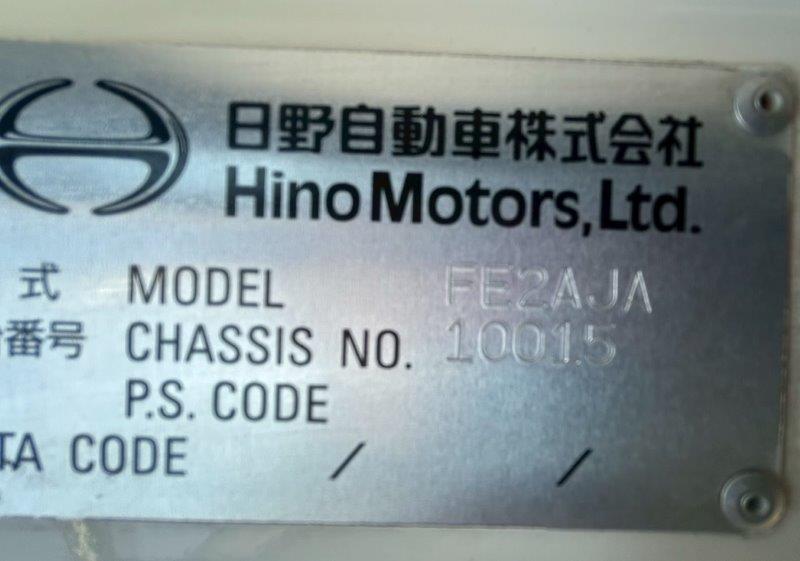 日野自動車株式会社
Hino Motors, Ltd.
式 MODEL FE2AJA
番号 CHASSIS NO. 10015
P.S. CODE
TA CODE / /